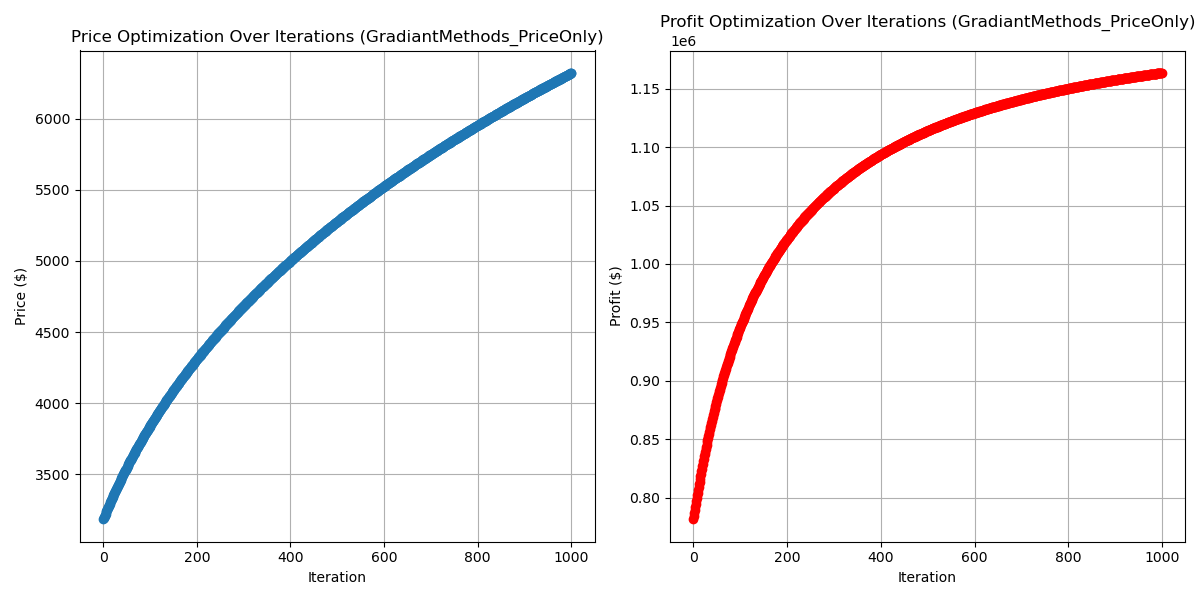 Price Optimization Over Iterations (GradiantMethods_PriceOnly)
Price ($)
6000
5500
5000
4500
4000
3500
0 200 400 600 800 1000
Iteration
Profit Optimization Over Iterations (GradiantMethods_PriceOnly)
1e6
Profit ($)
1.15
1.10
1.05
1.00
0.95
0.90
0.85
0.80
0 200 400 600 800 1000
Iteration